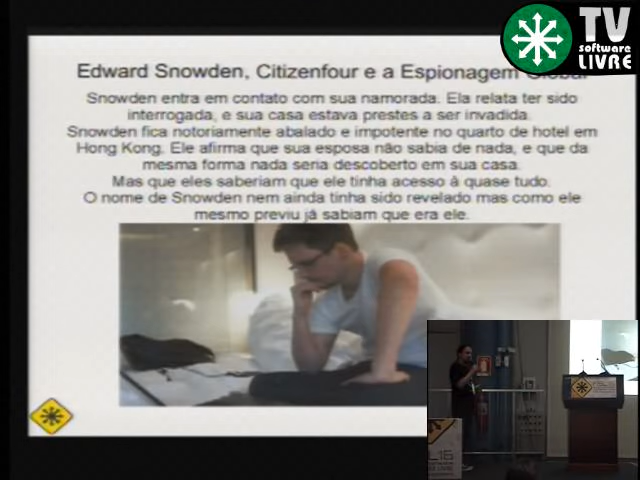 TV
software
LIVRE
Edward Snowden, Citizenfour e a Espionagem Global
Snowden entra em contato com sua namorada. Ela relata ter sido
interrogada, e sua casa estava prestes a ser invadida.
Snowden fica notoriamente abalado e impotente no quarto de hotel em
Hong Kong. Ele afirma que sua esposa não sabia de nada, e que da
mesma forma nada seria descoberto em sua casa.
Mas que eles saberiam que ele tinha acesso à quase tudo.
O nome de Snowden nem ainda tinha sido revelado mas como ele
mesmo previu já sabiam que era ele.